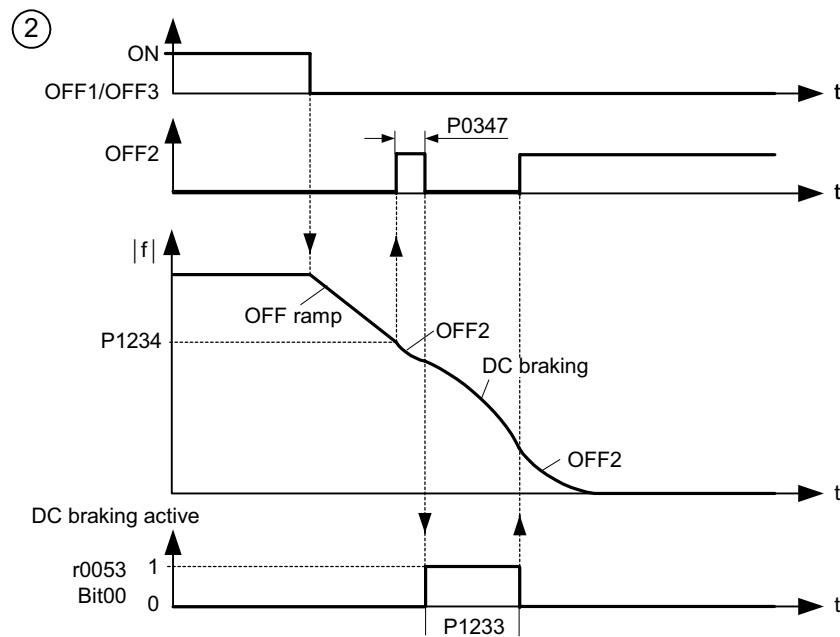 2
ON
OFF1/OFF3
t
P0347
OFF2
t
|f|
OFF ramp
P1234
OFF2
DC braking
OFF2
t
DC braking active
r0053 1
Bit00 0
t
P1233